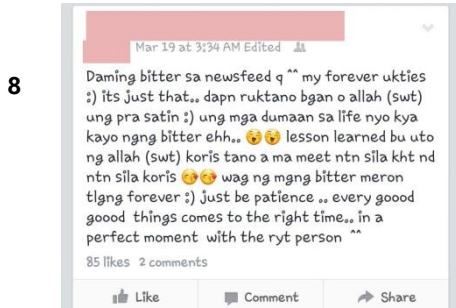 8
Mar 19 at 3:34 AM Edited
Daming bitter sa newsfeed q ^^ my forever ukties
:) its just that.. dapn ruktano bgan o allah (swt)
ung pra satin :) ung mga dumaan sa life nyo kya
kayo ngng bitter ehh.. 😲😲 lesson learned bu uto
ng allah (swt) koris tano a ma meet ntn sila kht nd
ntn sila koris 😘😘 wag ng mgng bitter meron
tlgng forever :) just be patience .. every goood
goood things comes to the right time.. in a
perfect moment with the ryt person ^^
85 likes 2 comments
Like Comment Share